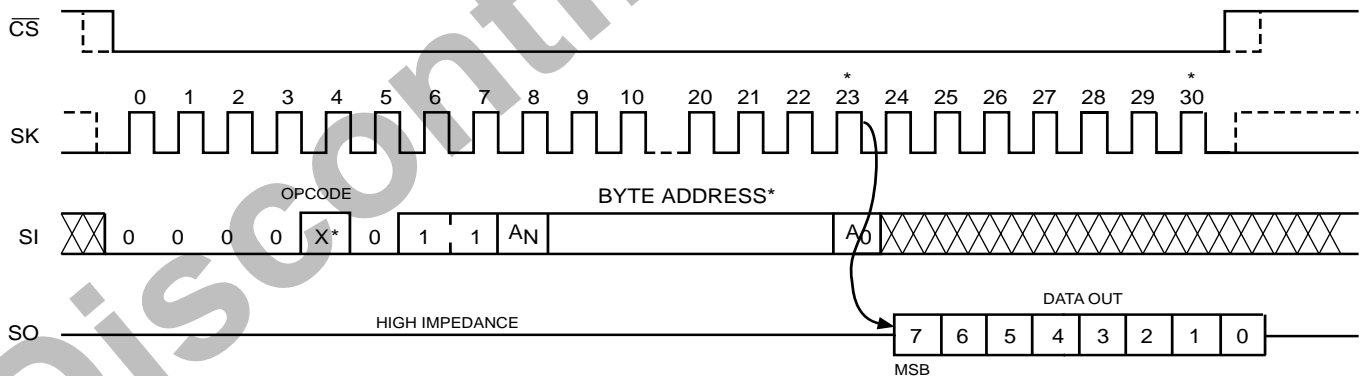 CS
* *
0 1 2 3 4 5 6 7 8 9 10 20 21 22 23 24 25 26 27 28 29 30
SK
OPCODE BYTE ADDRESS*
SI 0 0 0 0 X* 0 1 1 AN A0
DATA OUT
HIGH IMPEDANCE
SO 7 6 5 4 3 2 1 0
MSB
Discont